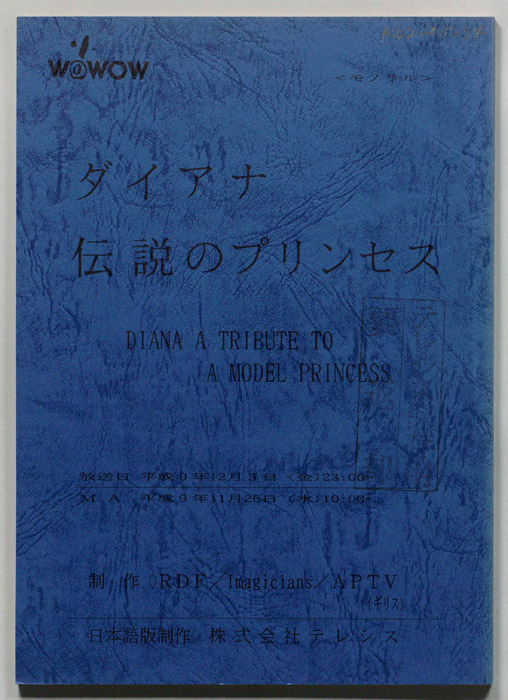 WOWOW
<モノラル>
ダイアナ
伝説のプリンセス
DIANA A TRIBUTE TO
A MODEL PRINCESS
放送日 平成9年12月5日(金)23:00~
MA 平成9年11月26日(水)10:00~
制 作 RDF/Imagicians/APTV
(イギリス)
日本語版制作 株式会社テレシス